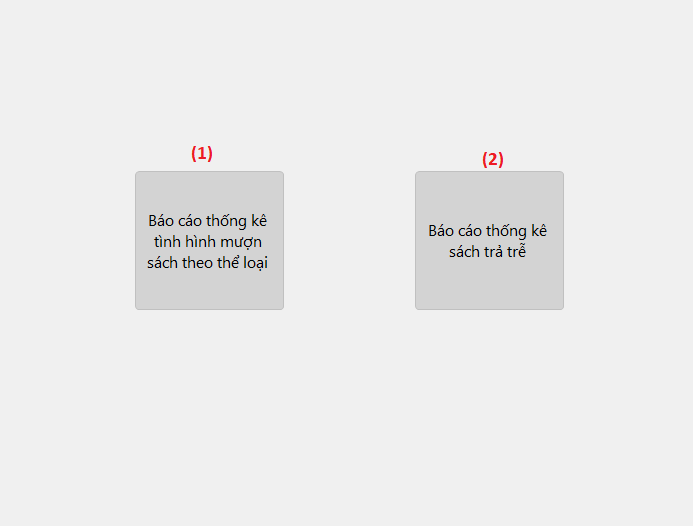 (1)
Báo cáo thống kê
tình hình mượn
sách theo thể loại
(2)
Báo cáo thống kê
sách trả trễ